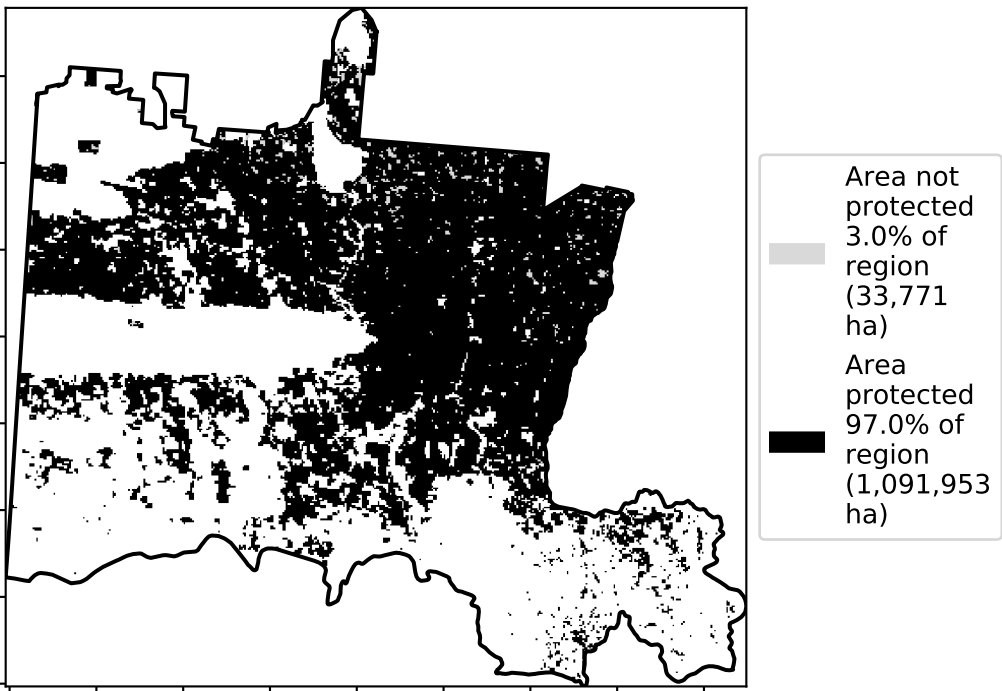 Area not
protected
3.0% of
region
(33,771
ha)
Area
protected
97.0% of
region
(1,091,953
ha)